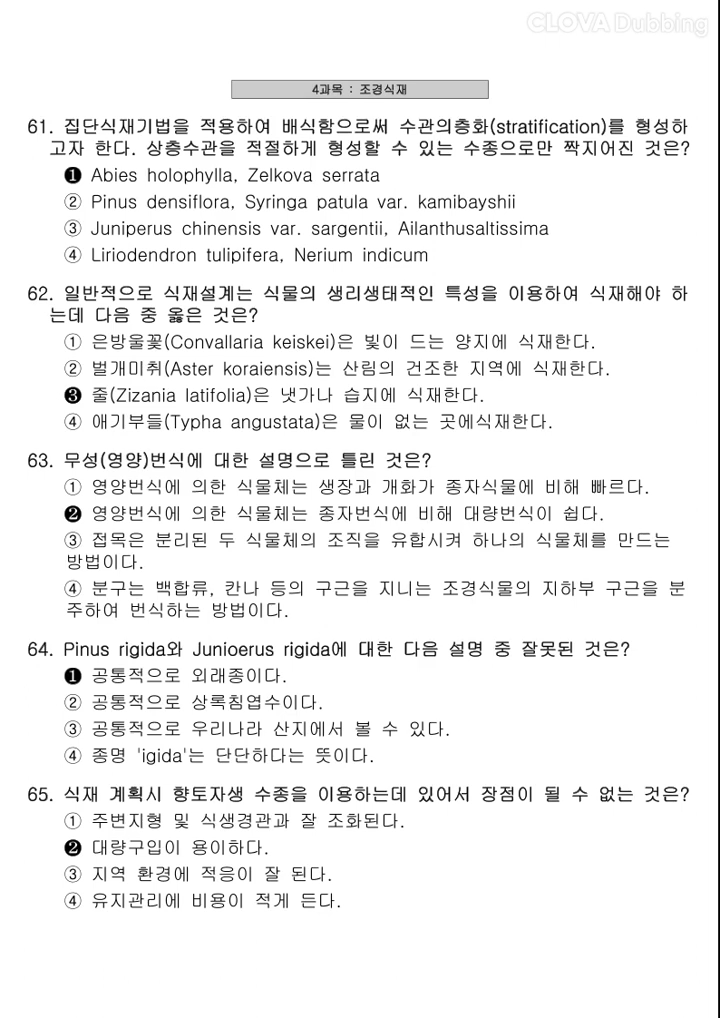 CLOVA Dubbing
4과목 : 조경식재
61. 집단식재기법을 적용하여 배식함으로써 수관의층화(stratification)를 형성하
고자 한다. 상층수관을 적절하게 형성할 수 있는 수종으로만 짝지어진 것은?
❶ Abies holophylla, Zelkova serrata
② Pinus densiflora, Syringa patula var. kamibayshii
③ Juniperus chinensis var. sargentii, Ailanthusaltissima
④ Liriodendron tulipifera, Nerium indicum
62. 일반적으로 식재설계는 식물의 생리생태적인 특성을 이용하여 식재해야 하
는데 다음 중 옳은 것은?
① 은방울꽃(Convallaria keiskei)은 빛이 드는 양지에 식재한다.
② 벌개미취(Aster koraiensis)는 산림의 건조한 지역에 식재한다.
❸ 줄(Zizania latifolia)은 냇가나 습지에 식재한다.
④ 애기부들(Typha angustata)은 물이 없는 곳에식재한다.
63. 무성(영양)번식에 대한 설명으로 틀린 것은?
① 영양번식에 의한 식물체는 생장과 개화가 종자식물에 비해 빠르다.
❷ 영양번식에 의한 식물체는 종자번식에 비해 대량번식이 쉽다.
③ 접목은 분리된 두 식물체의 조직을 유합시켜 하나의 식물체를 만드는
방법이다.
④ 분구는 백합류, 칸나 등의 구근을 지니는 조경식물의 지하부 구근을 분
주하여 번식하는 방법이다.
64. Pinus rigida와 Junioerus rigida에 대한 다음 설명 중 잘못된 것은?
❶ 공통적으로 외래종이다.
② 공통적으로 상록침엽수이다.
③ 공통적으로 우리나라 산지에서 볼 수 있다.
④ 종명 'igida'는 단단하다는 뜻이다.
65. 식재 계획시 향토자생 수종을 이용하는데 있어서 장점이 될 수 없는 것은?
① 주변지형 및 식생경관과 잘 조화된다.
❷ 대량구입이 용이하다.
③ 지역 환경에 적응이 잘 된다.
④ 유지관리에 비용이 적게 든다.